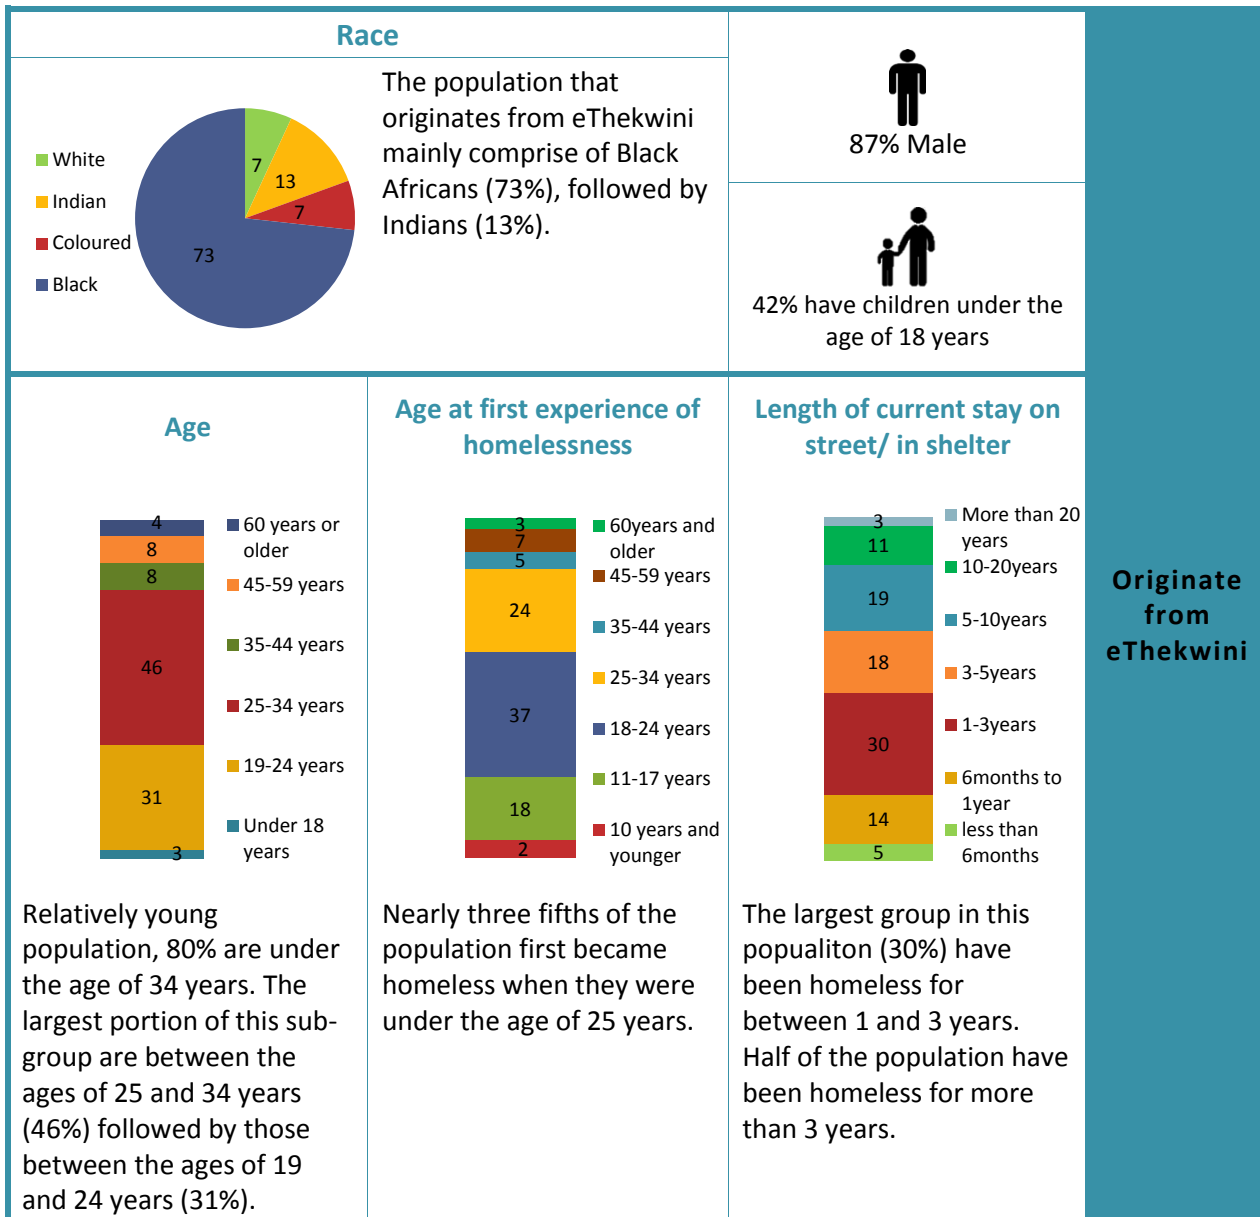 Race
White
Indian
Coloured
Black
7
13
7
73
The population that
originates from eThekwini
mainly comprise of Black
Africans (73%), followed by
Indians (13%).
87% Male
42% have children under the
age of 18 years
Age
4
8
8
46
31
3
60 years or
older
45-59 years
35-44 years
25-34 years
19-24 years
Under 18
years
Relatively young
population, 80% are under
the age of 34 years. The
largest portion of this sub-
group are between the
ages of 25 and 34 years
(46%) followed by those
between the ages of 19
and 24 years (31%).
Age at first experience of
homelessness
3
7
5
24
37
18
2
60years and
older
45-59 years
35-44 years
25-34 years
18-24 years
11-17 years
10 years and
younger
Nearly three fifths of the
population first became
homeless when they were
under the age of 25 years.
Length of current stay on
street/ in shelter
3
11
19
18
30
14
5
More than 20
years
10-20years
5-10years
3-5years
1-3years
6months to
1year
less than
6months
The largest group in this
popualiton (30%) have
been homeless for
between 1 and 3 years.
Half of the population have
been homeless for more
than 3 years.
Originate
from
eThekwini